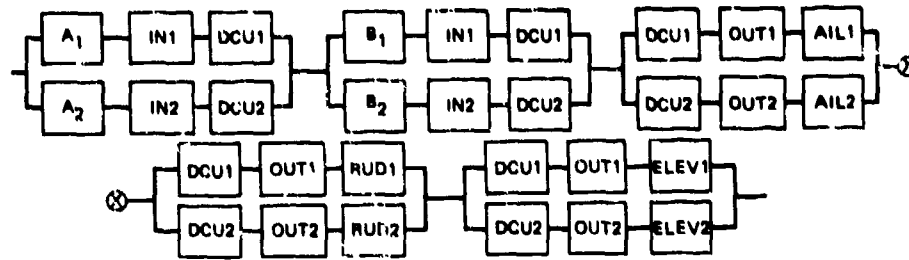 A1 IN1 DCU1 B1 IN1 DCU1 DCU1 OUT1 AIL1
A2 IN2 DCU2 B2 IN2 DCU2 DCU2 OUT2 AIL2
DCU1 OUT1 RUD1 DCU1 OUT1 ELEV1
DCU2 OUT2 RUD2 DCU2 OUT2 ELEV2